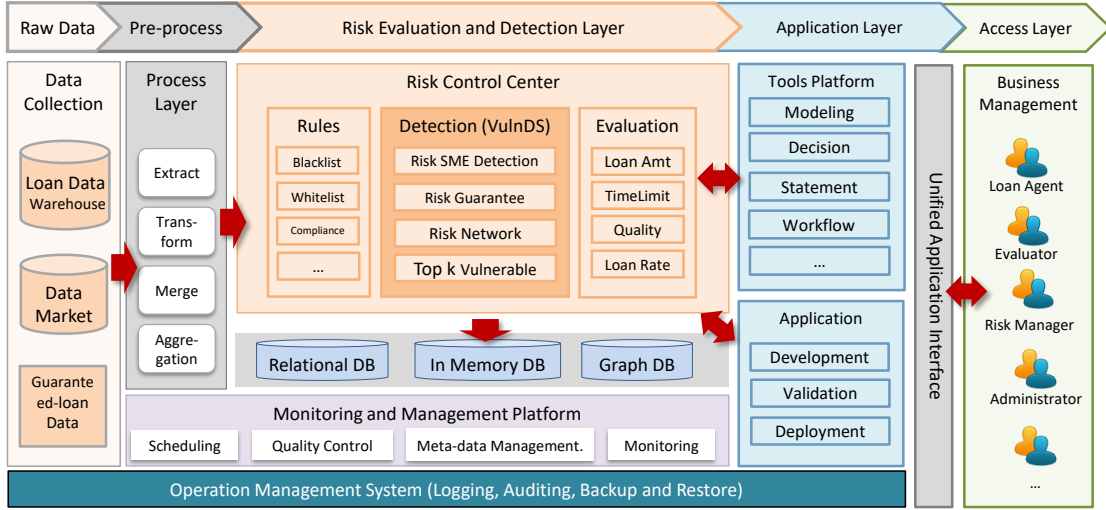 Raw Data
Pre-process
Risk Evaluation and Detection Layer
Application Layer
Access Layer
Data
Collection
Loan Data
Warehouse
Data
Market
Guarante
ed-loan
Data
Process
Layer
Extract
Trans-
form
Merge
Aggre-
gation
Risk Control Center
Rules
Blacklist
Whitelist
Compliance
...
Detection (VulnDS)
Risk SME Detection
Risk Guarantee
Risk Network
Top k Vulnerable
Evaluation
Loan Amt
TimeLimit
Quality
Loan Rate
Relational DB
In Memory DB
Graph DB
Monitoring and Management Platform
Scheduling
Quality Control
Meta-data Management.
Monitoring
Tools Platform
Modeling
Decision
Statement
Workflow
...
Application
Development
Validation
Deployment
Unified Application Interface
Business
Management
Loan Agent
Evaluator
Risk Manager
Administrator
...
Operation Management System (Logging, Auditing, Backup and Restore)